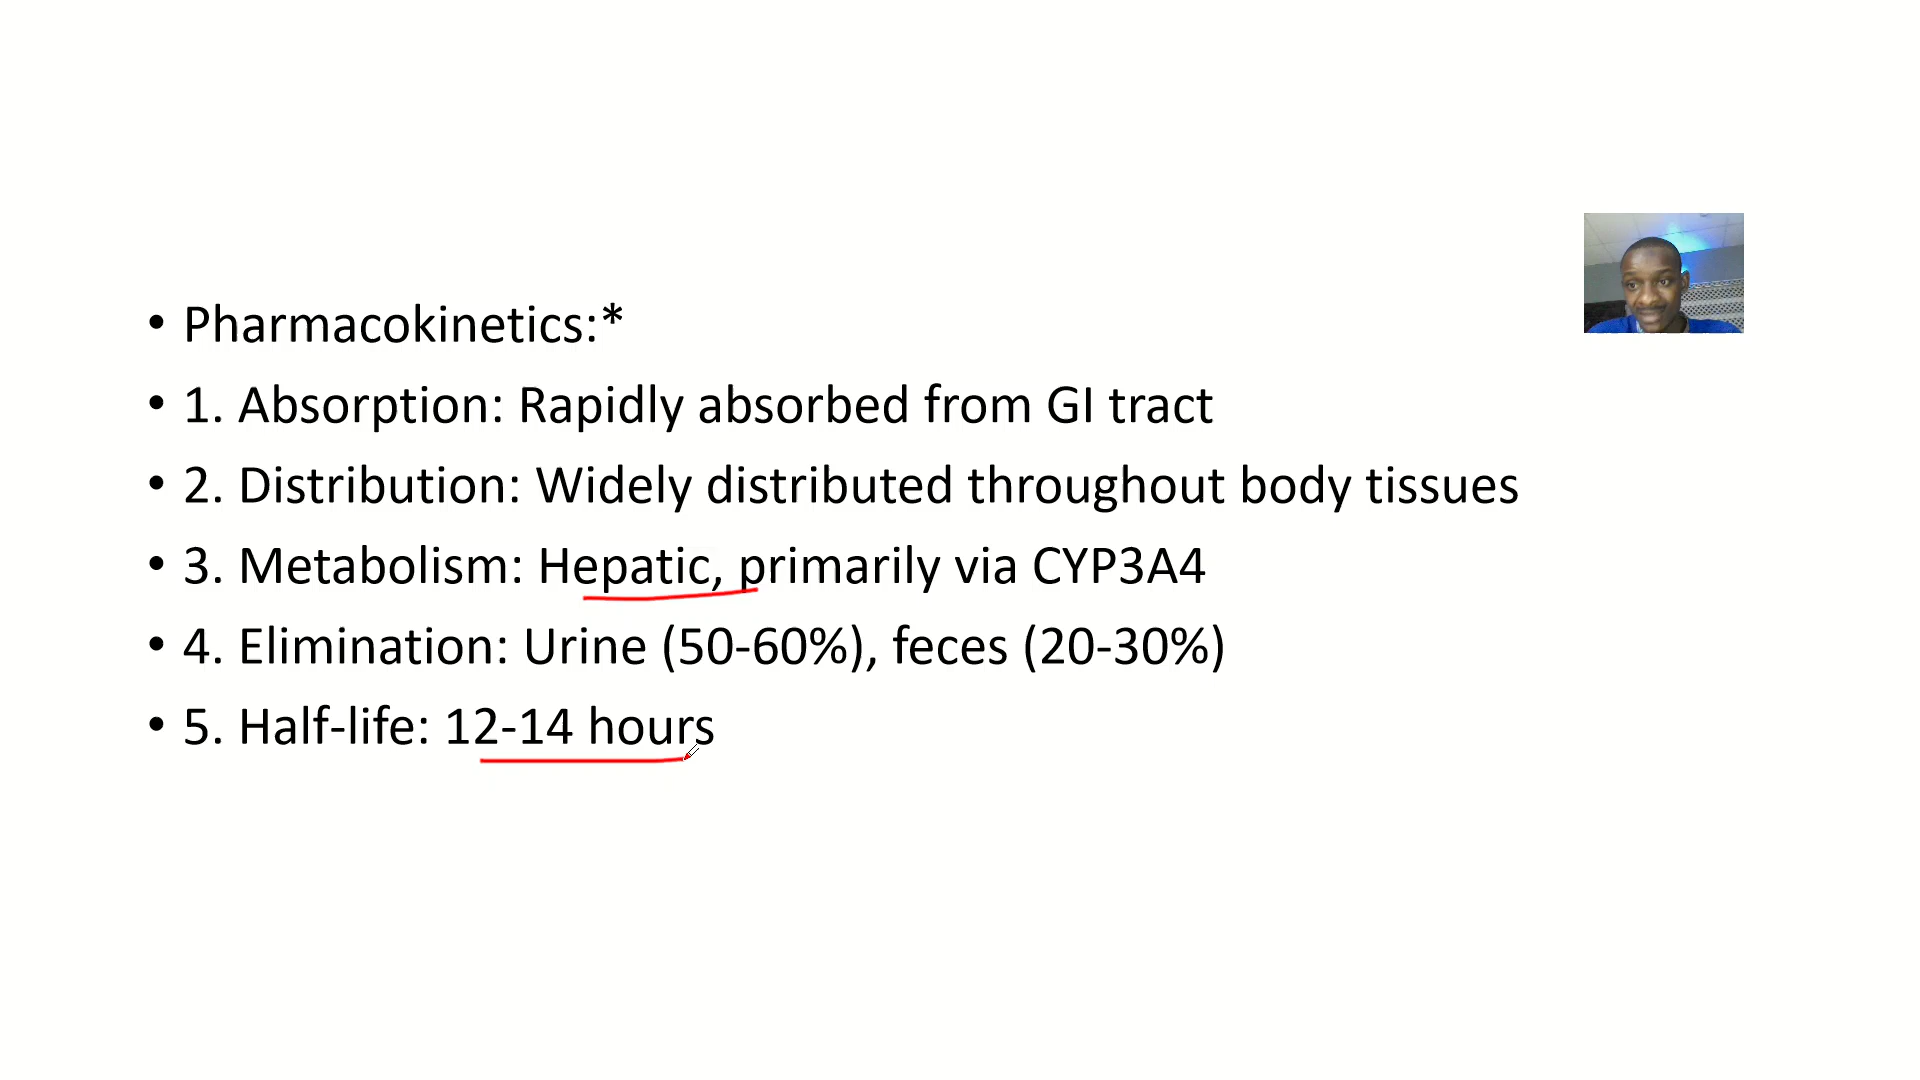 • Pharmacokinetics:*
• 1. Absorption: Rapidly absorbed from GI tract
• 2. Distribution: Widely distributed throughout body tissues
• 3. Metabolism: Hepatic, primarily via CYP3A4
• 4. Elimination: Urine (50-60%), feces (20-30%)
• 5. Half-life: 12-14 hours